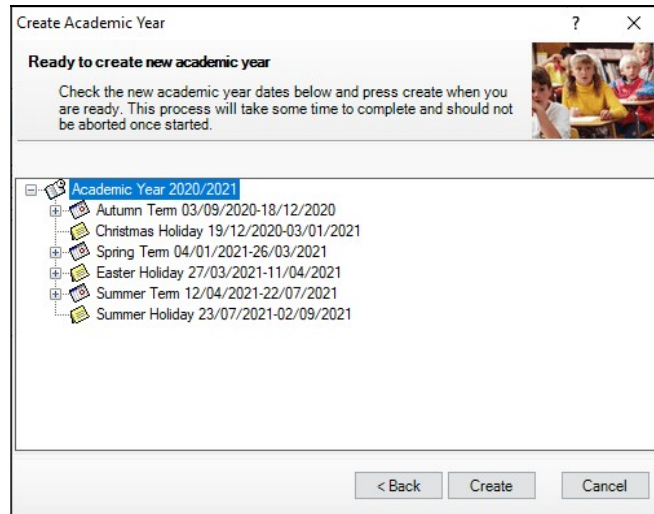 Create Academic Year
Ready to create new academic year
Check the new academic year dates below and press create when you
are ready. This process will take some time to complete and should not
be aborted once started.
Academic Year 2020/2021
Autumn Term 03/09/2020-18/12/2020
Christmas Holiday 19/12/2020-03/01/2021
Spring Term 04/01/2021-26/03/2021
Easter Holiday 27/03/2021-11/04/2021
Summer Term 12/04/2021-22/07/2021
Summer Holiday 23/07/2021-02/09/2021
< Back
Create
Cancel